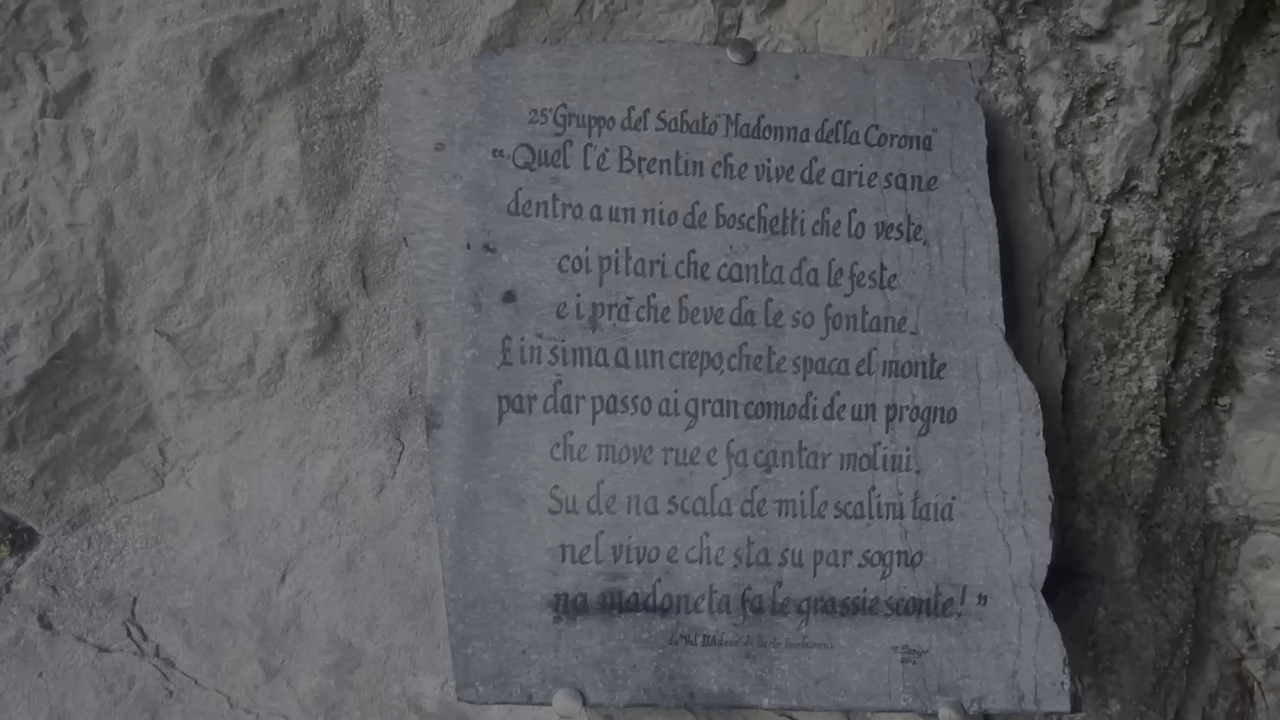 25° Gruppo del Sabato "Madonna della Corona"
“Quel l'è Brentin che vive de arie sane
dentro a un nio de boschetti che lo veste,
coi pitari che canta da le feste
e i prà che beve da le so fontane.
E in sima a un crepo, che te spaca el monte
par dar passo ai gran comodi de un progno
che move rue e fa cantar molini.
Su de na scala de mile scalini taià
nel vivo e che sta su par sogno
na madoneta fa le grassie sconte! ”
da "Val